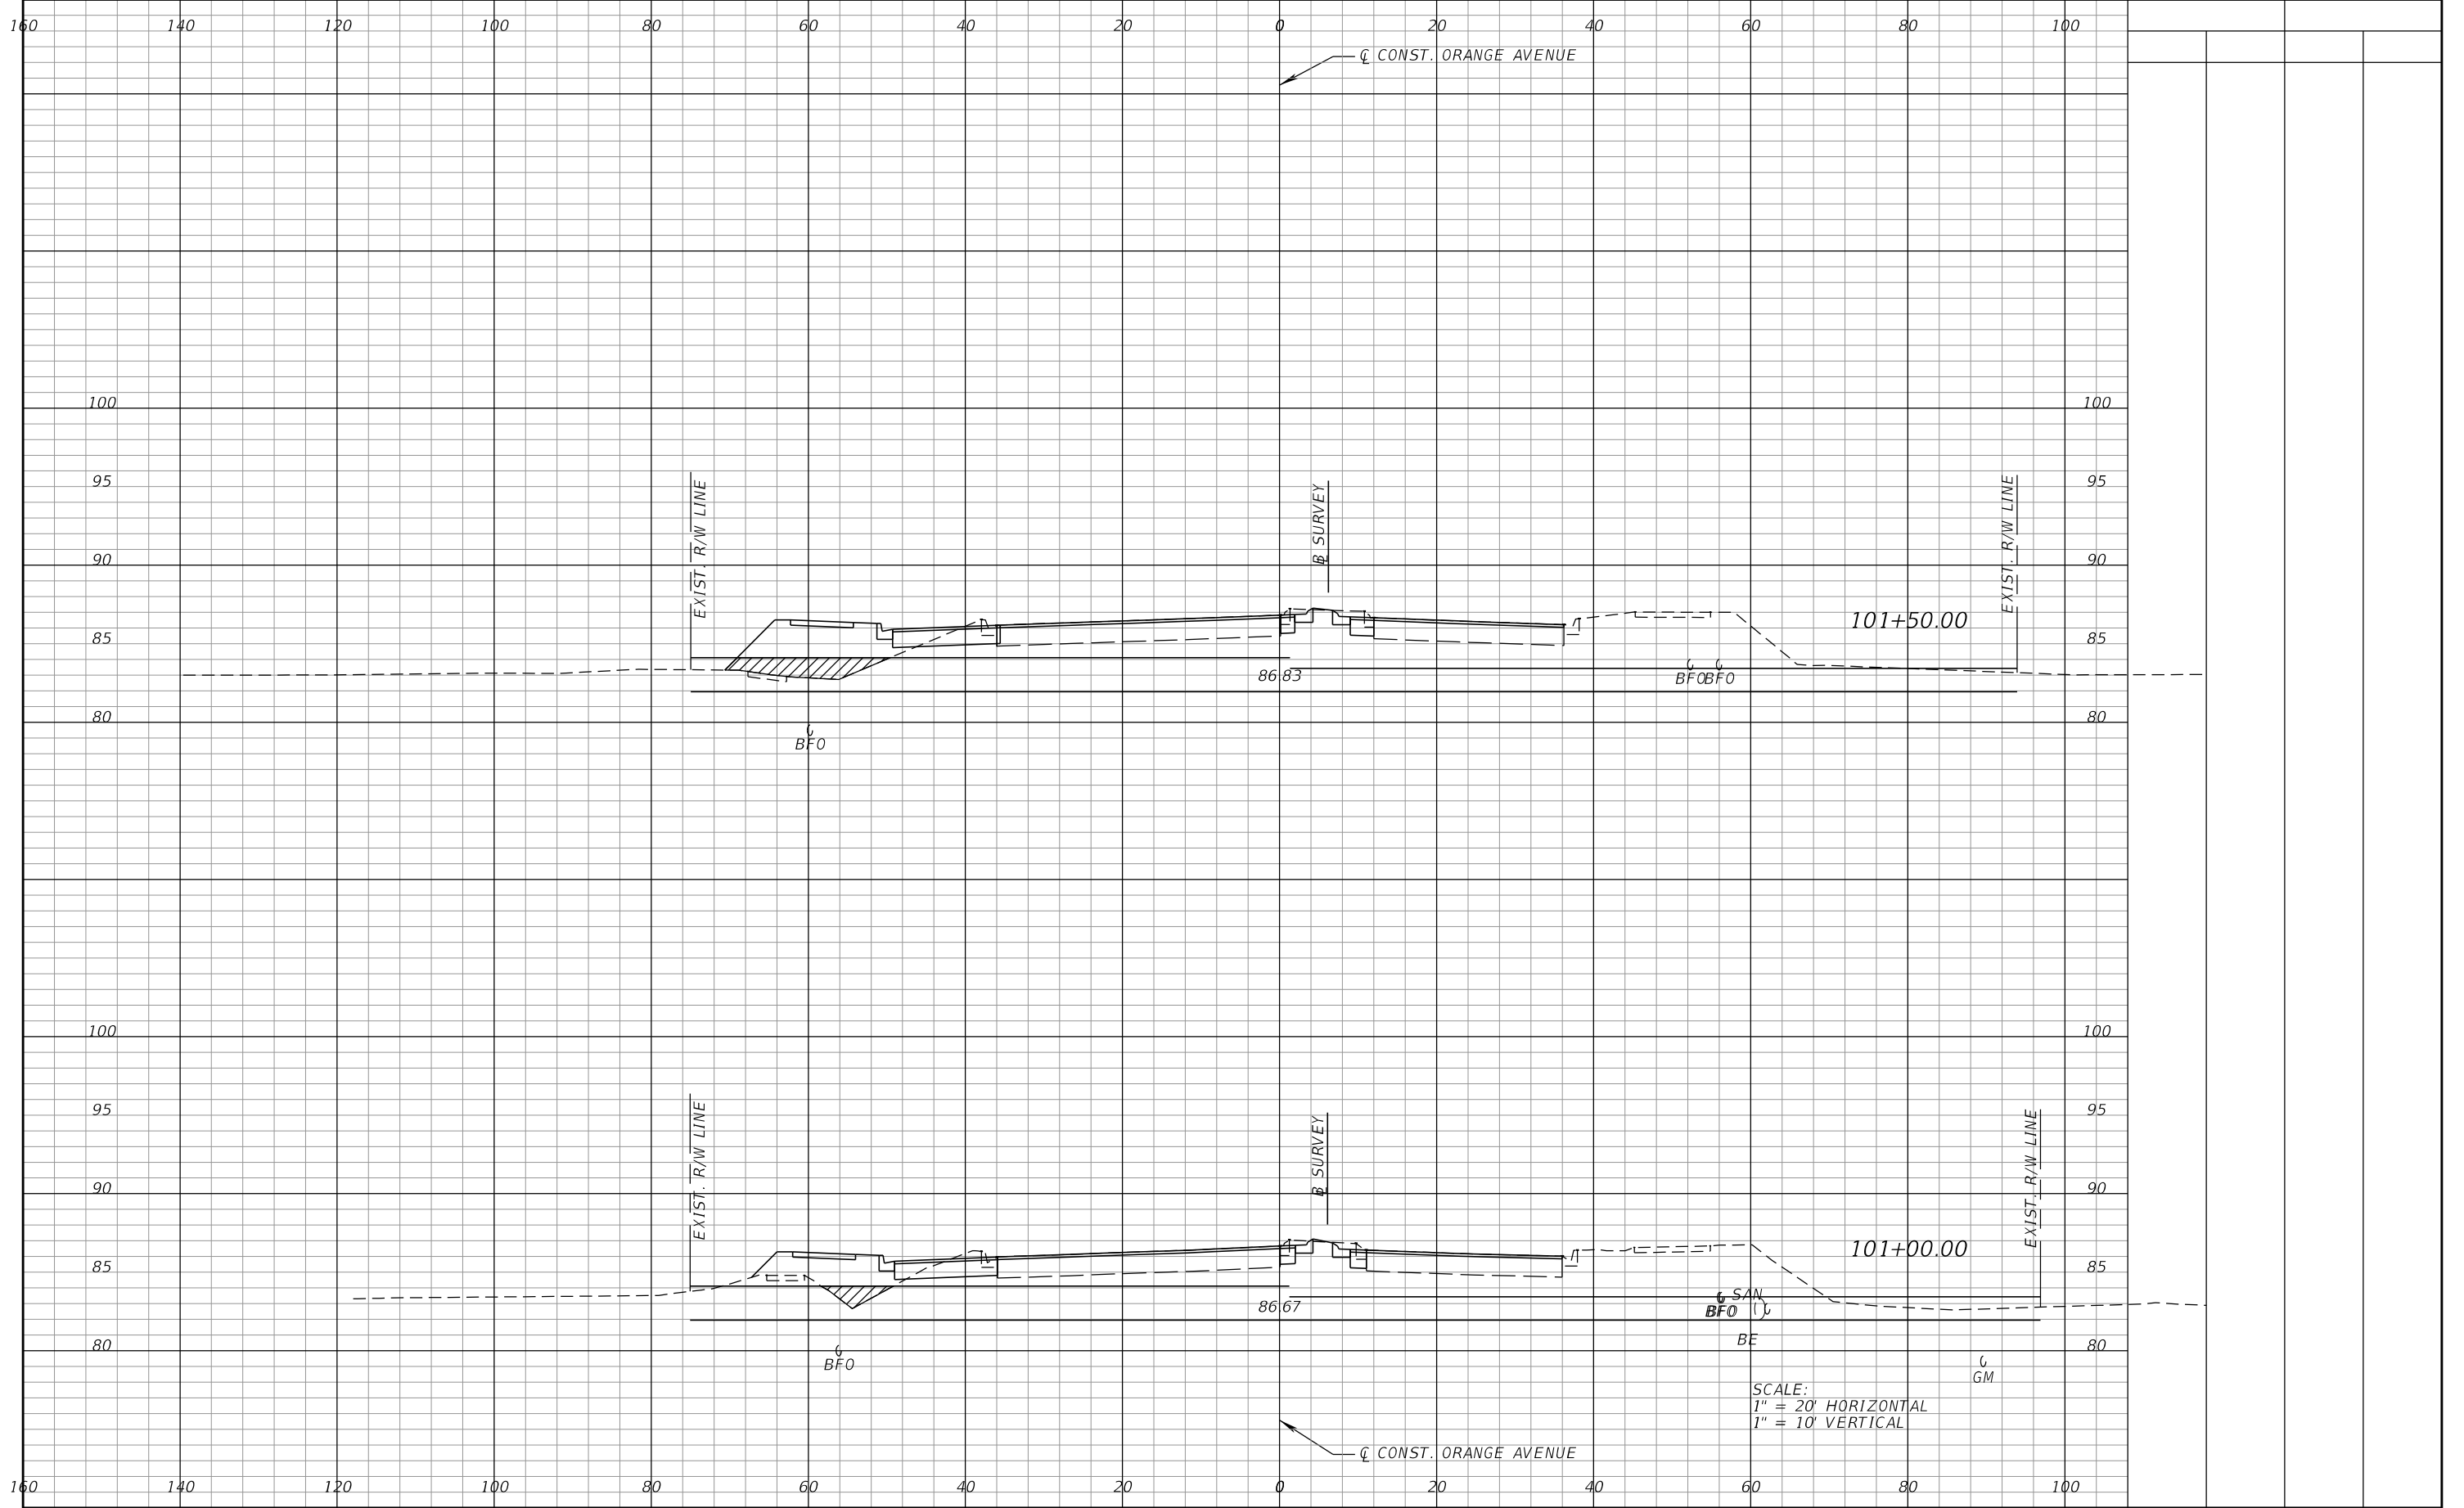 160 140 120 100 80 60 40 20 0 20 40 60 80 100
℄ CONST. ORANGE AVENUE
100 100
95 95
EXIST. R/W LINE
℄ SURVEY
EXIST. R/W LINE
90 90
85 85
101+50.00
86.83
BFO BFO
80 80
BFO
100 100
95 95
EXIST. R/W LINE
℄ SURVEY
EXIST. R/W LINE
90 90
85 85
101+00.00
86.67
SAN
BFO
80 80
BE
BFO
GM
SCALE:
1" = 20' HORIZONTAL
1" = 10' VERTICAL
℄ CONST. ORANGE AVENUE
160 140 120 100 80 60 40 20 0 20 40 60 80 100